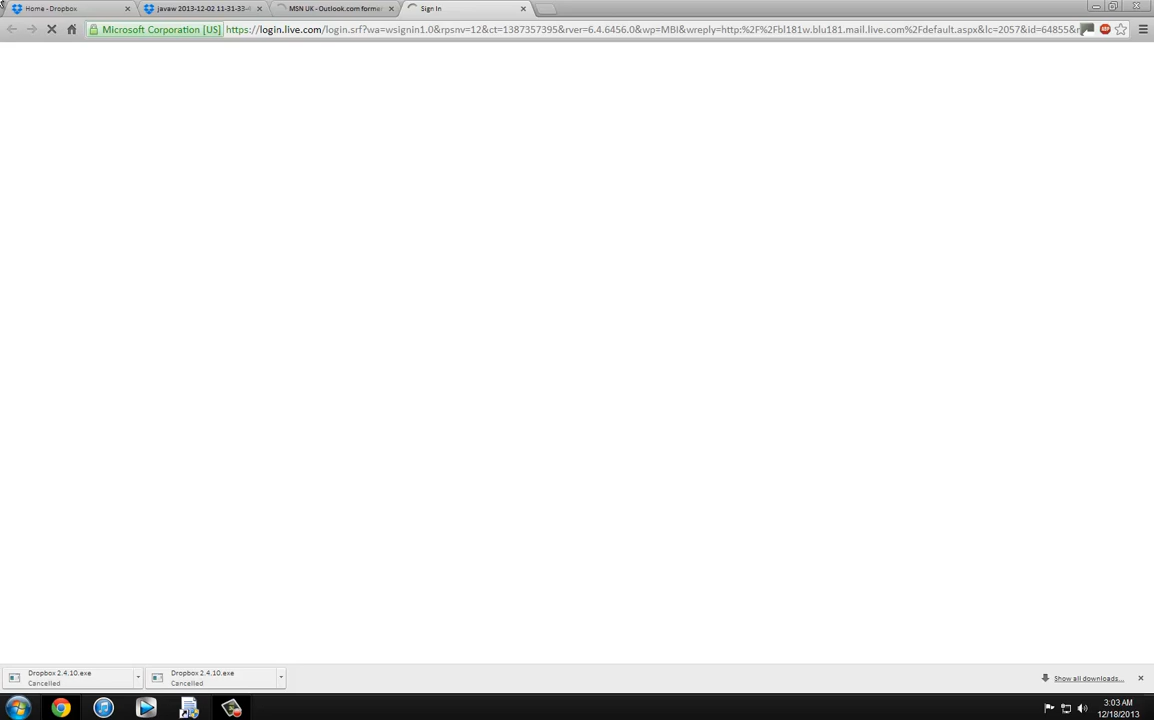 Home - Dropbox
javaw 2013-12-02 11-31-33-
MSN UK - Outlook.com former
Sign In
Microsoft Corporation [US]
https://login.live.com/login.srf?wa=wsignin1.0&rpsnv=12&ct=1387357395&rver=6.4.6456.0&wp=MBI&wreply=http:%2F%2Fbl181w.blu181.mail.live.com%2Fdefault.aspx&lc=2057&id=64855&
Dropbox 2.4.10.exe
Cancelled
Dropbox 2.4.10.exe
Cancelled
Show all downloads...
3:03 AM
12/18/2013